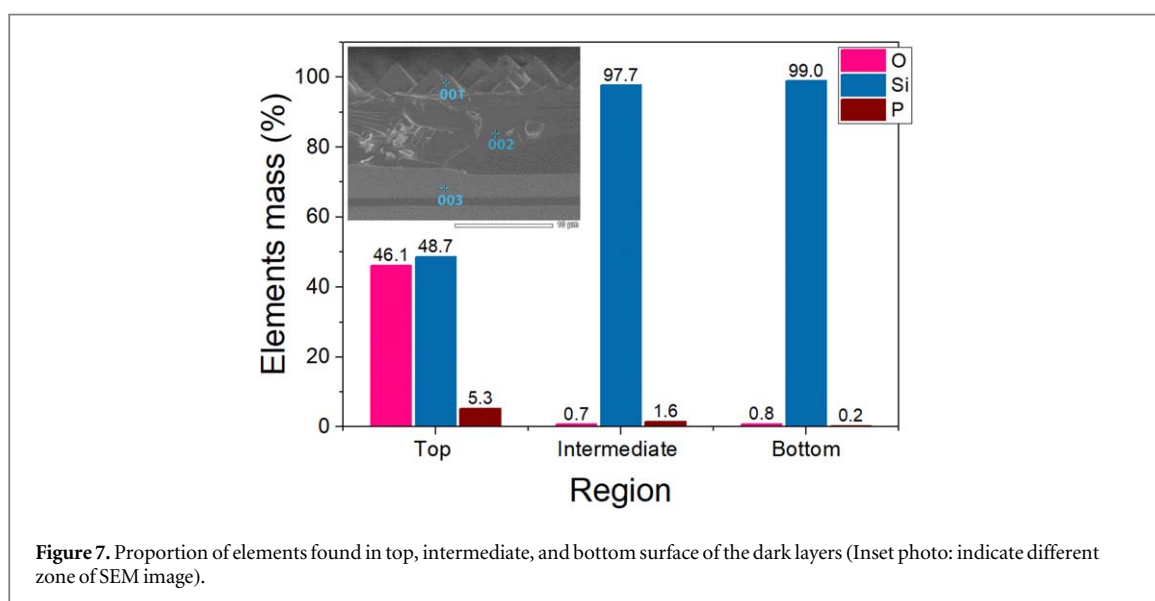 Elements mass (%)
100
80
60
40
20
0
001
002
003
10 µm
O
Si
P
46.1
48.7
5.3
0.7
97.7
1.6
0.8
99.0
0.2
Top
Intermediate
Bottom
Region
Figure 7. Proportion of elements found in top, intermediate, and bottom surface of the dark layers (Inset photo: indicate different
zone of SEM image).